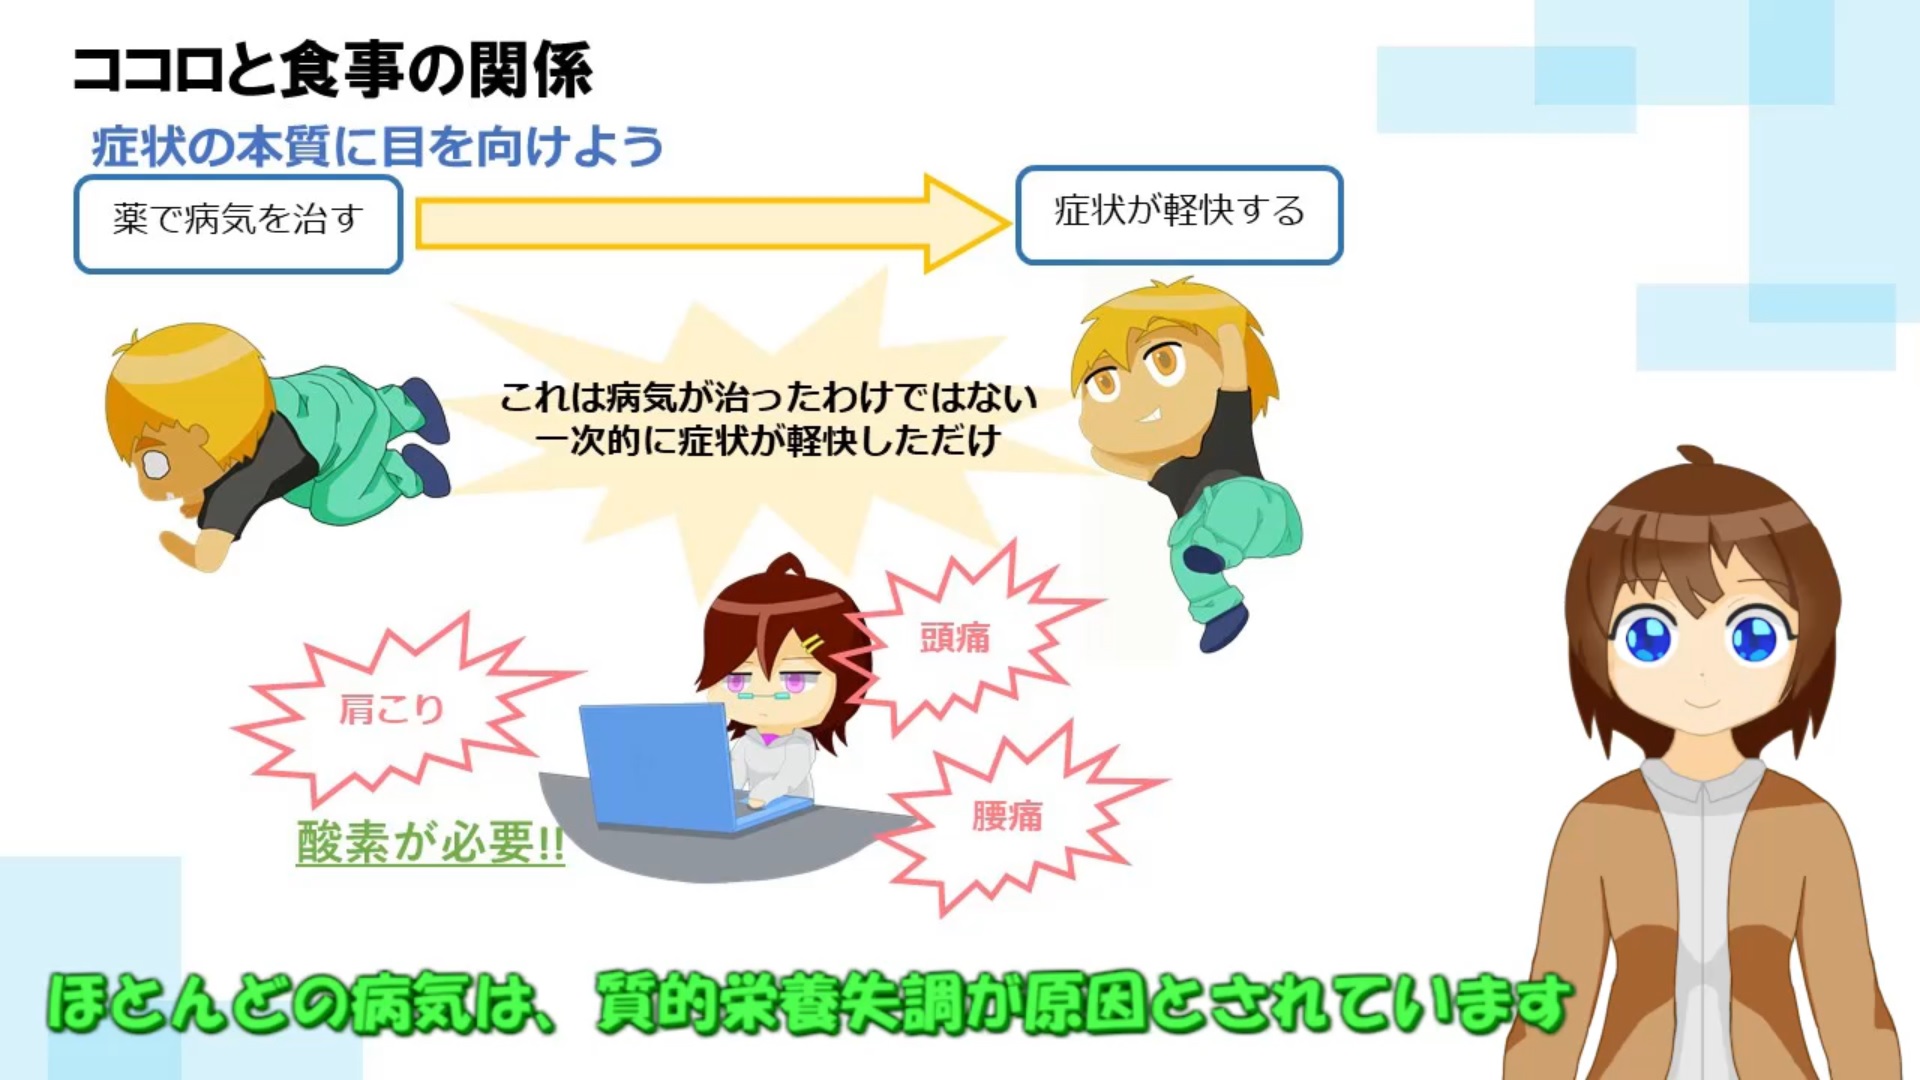 ココロと食事の関係
症状の本質に目を向けよう
薬で病気を治す
症状が軽快する
これは病気が治ったわけではない
一次的に症状が軽快しただけ
頭痛
肩こり
腰痛
酸素が必要!!
ほとんどの病気は、質的栄養失調が原因とされています